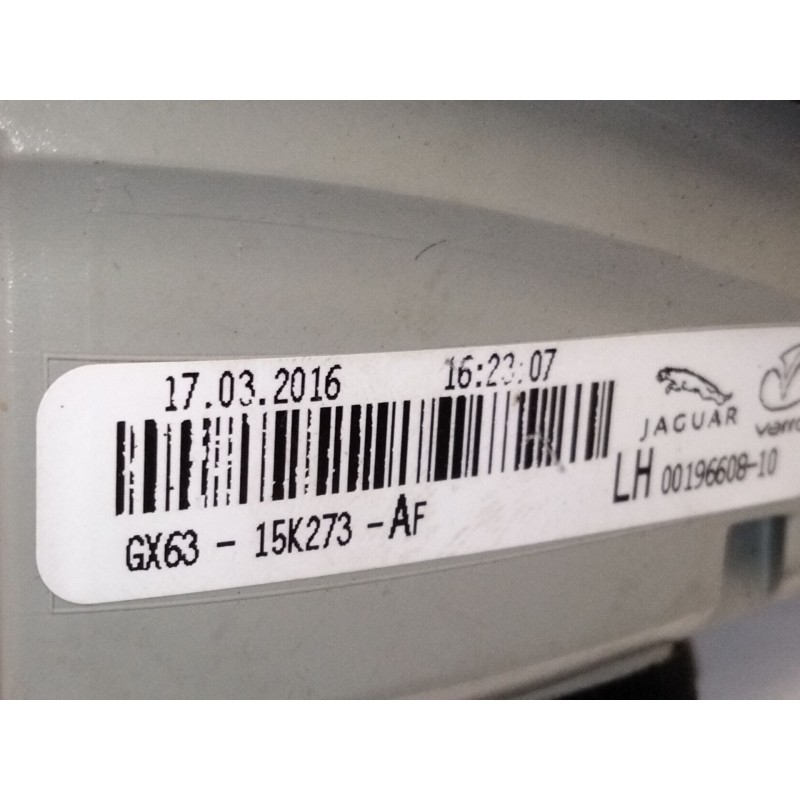 17.03.2016 16:23:07
JAGUAR
LH 00196608-10
GX63 - 15K273 - AF